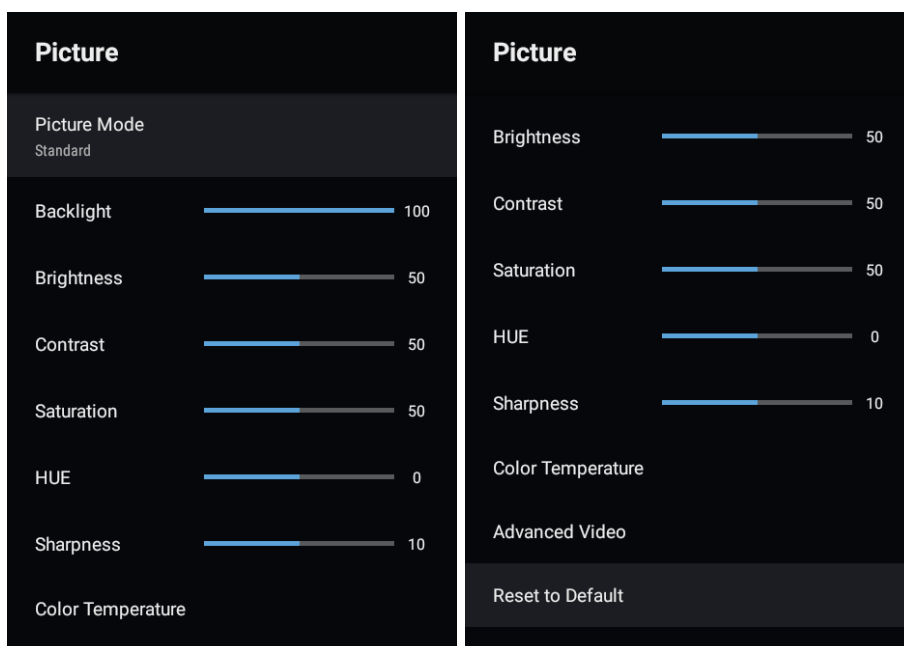 Picture
Picture Mode
Standard
Backlight 100
Brightness 50
Contrast 50
Saturation 50
HUE 0
Sharpness 10
Color Temperature
Picture
Brightness 50
Contrast 50
Saturation 50
HUE 0
Sharpness 10
Color Temperature
Advanced Video
Reset to Default